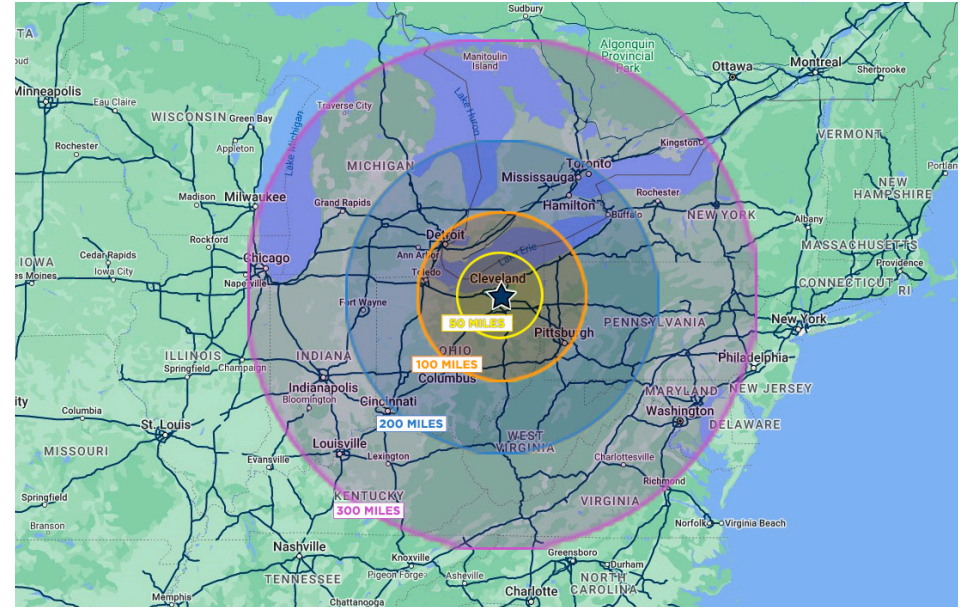 Sudbury
Algonquin
Provincial
Park
Manitoulin
Island
Ottawa
Montreal
Sherbrooke
Minneapolis
Eau Claire
WISCONSIN
Green Bay
Traverse City
Lake Huron
Appleton
Lake Michigan
Kingston
VERMONT
Rochester
MICHIGAN
Toronto
Mississauga
Portlan
Madison
Milwaukee
Grand Rapids
Hamilton
Rochester
NEW
HAMPSHIRE
Buffalo
NEW YORK
Albany
Rockford
Detroit
Ann Arbor
Lake Erie
MASSACHUSETTS
IOWA
Cedar Rapids
Chicago
Toledo
Cleveland
Providence
es Moines
Iowa City
Naperville
CONNECTICUT
RI
Fort Wayne
50 MILES
Pittsburgh
PENNSYLVANIA
New York
ILLINOIS
INDIANA
OHIO
Philadelphia
Springfield
Champaign
100 MILES
Columbus
Indianapolis
MARYLAND
NEW JERSEY
ity
Columbia
Bloomington
Cincinnati
Washington
St. Louis
200 MILES
DELAWARE
MISSOURI
Louisville
WEST
VIRGINIA
Evansville
Lexington
Charlottesville
Richmond
Springfield
KENTUCKY
VIRGINIA
300 MILES
Branson
Norfolk
Virginia Beach
Nashville
Knoxville
Greensboro
Durham
TENNESSEE
Pigeon Forge
Asheville
NORTH
CAROLINA
Memphis
Chattanooga
Charlotte